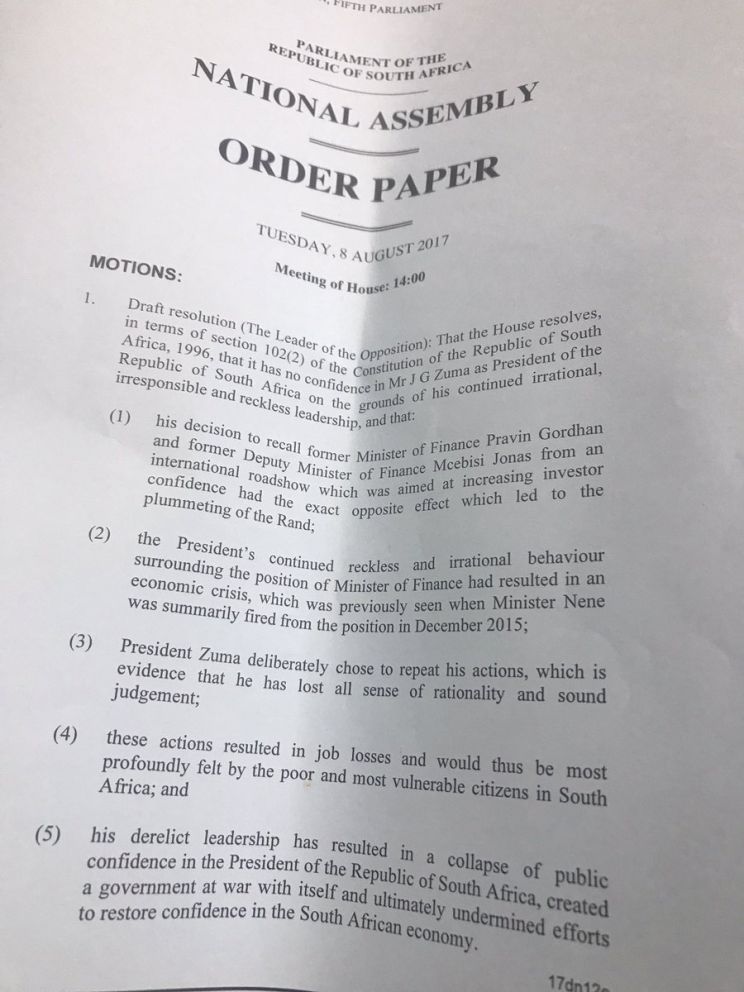 FIFTH PARLIAMENT
PARLIAMENT OF THE
REPUBLIC OF SOUTH AFRICA
NATIONAL ASSEMBLY
ORDER PAPER
TUESDAY, 8 AUGUST 2017
Meeting of House: 14:00
MOTIONS:
1. Draft resolution (The Leader of the Opposition): That the House resolves,
in terms of section 102(2) of the Constitution of the Republic of South
Africa, 1996, that it has no confidence in Mr J G Zuma as President of the
Republic of South Africa on the grounds of his continued irrational,
irresponsible and reckless leadership, and that:
(1) his decision to recall former Minister of Finance Pravin Gordhan
and former Deputy Minister of Finance Mcebisi Jonas from an
international roadshow which was aimed at increasing investor
confidence had the exact opposite effect which led to the
plummeting of the Rand;
(2) the President's continued reckless and irrational behaviour
surrounding the position of Minister of Finance had resulted in an
economic crisis, which was previously seen when Minister Nene
was summarily fired from the position in December 2015;
(3) President Zuma deliberately chose to repeat his actions, which is
evidence that he has lost all sense of rationality and sound
judgement;
(4) these actions resulted in job losses and would thus be most
profoundly felt by the poor and most vulnerable citizens in South
Africa; and
(5) his derelict leadership has resulted in a collapse of public
confidence in the President of the Republic of South Africa, created
a government at war with itself and ultimately undermined efforts
to restore confidence in the South African economy.